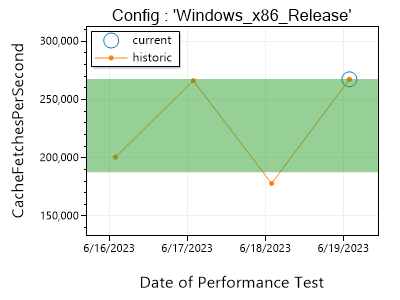 Config : 'Windows_x86_Release'
current
historic
CacheFetchesPerSecond
300,000
250,000
200,000
150,000
6/16/2023
6/17/2023
6/18/2023
6/19/2023
Date of Performance Test